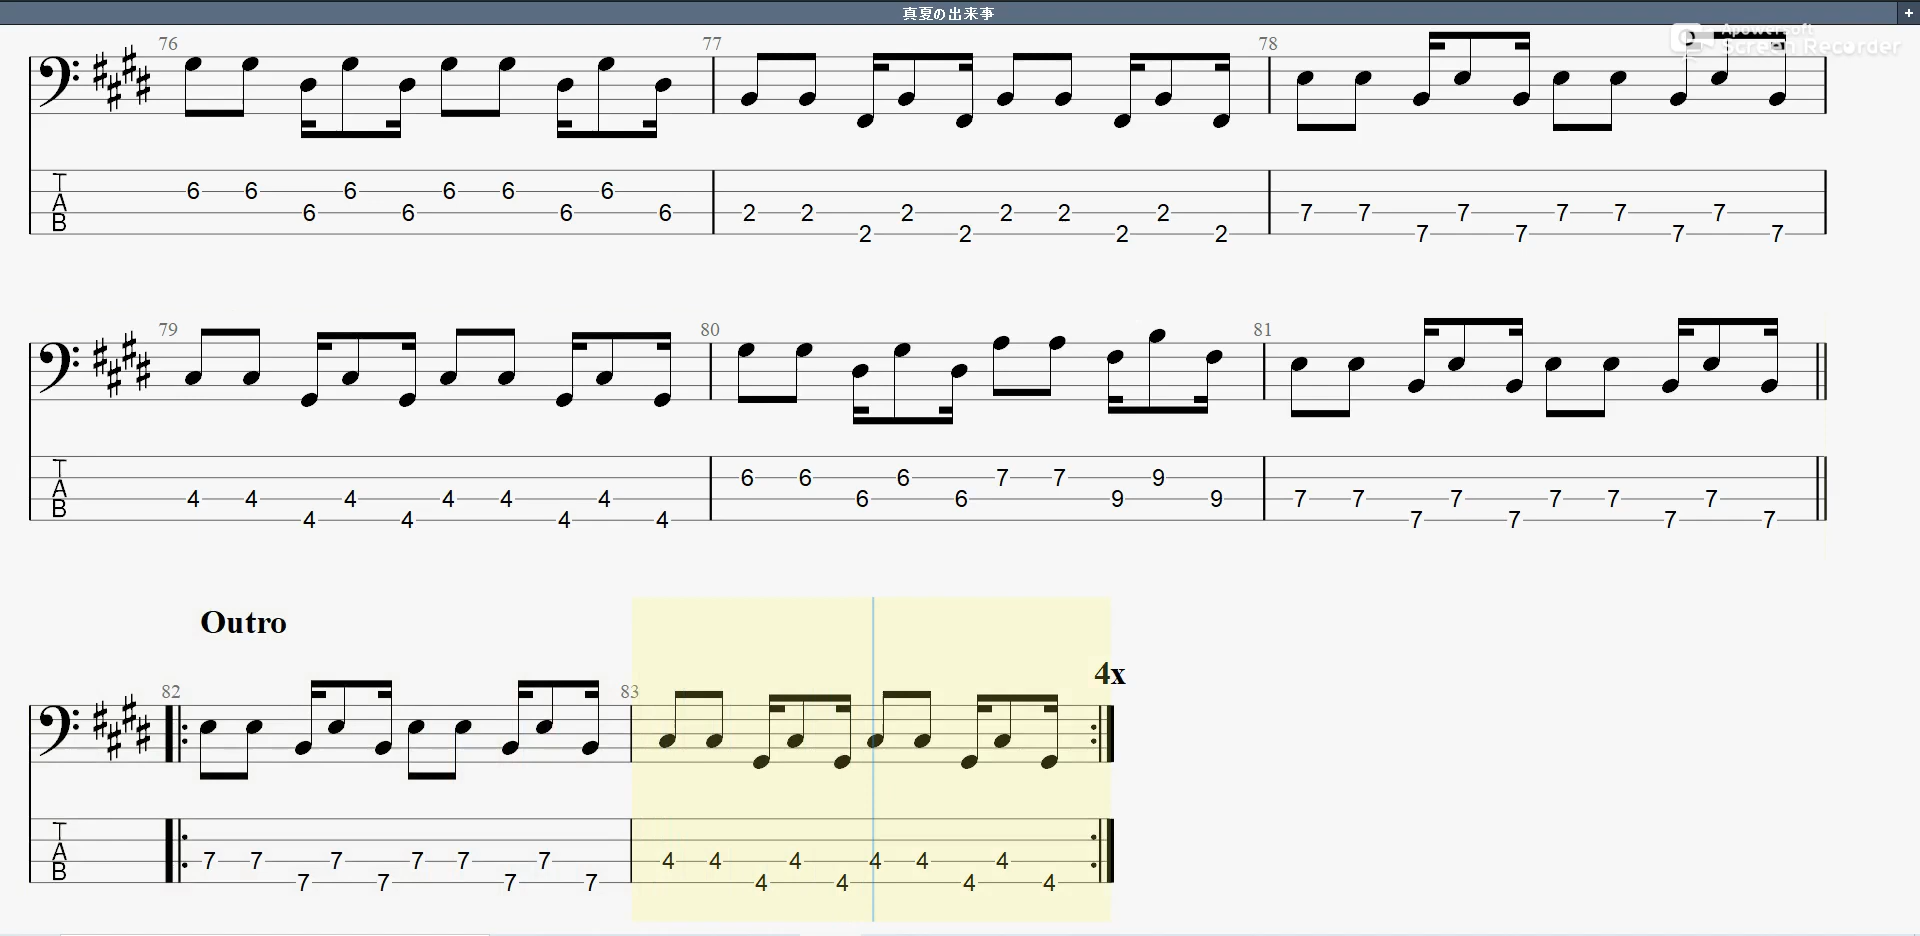 真夏の出来事
+
Apowersoft
Screen Recorder
76 77 78
T
A
B
6 6 6 6 6 6 6 6 6 6 2 2 2 2 2 2 2 2 2 2 7 7 7 7 7 7 7 7 7 7
79 80 81
T
A
B
4 4 4 4 4 4 4 4 4 4 6 6 6 6 6 7 7 9 9 9 7 7 7 7 7 7 7 7 7 7
Outro
4x
82 83
T
A
B
7 7 7 7 7 7 7 7 7 7 4 4 4 4 4 4 4 4 4 4